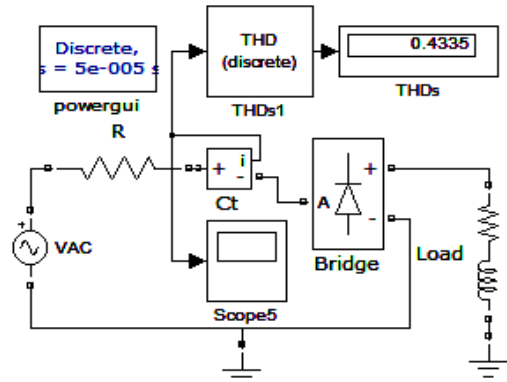 Discrete,
s = 5e-005 s
powergui
THD
(discrete)
THDs1
0.4335
THDs
R
+
i
-
Ct
+
VAC
Scope5
A
+
-
Bridge
Load